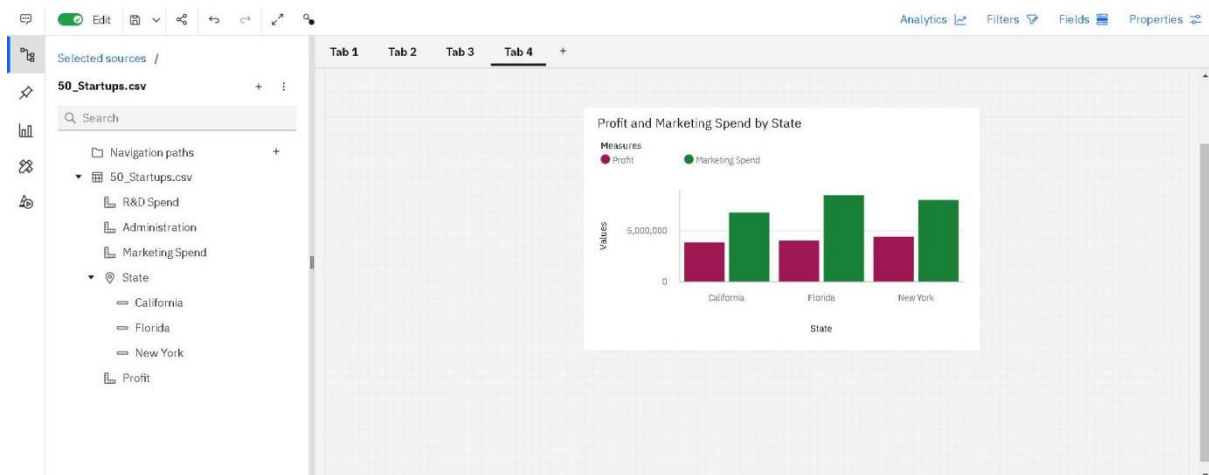 Edit
Analytics Filters Fields Properties
Selected sources /
50_Startups.csv
Search
Navigation paths
50_Startups.csv
R&D Spend
Administration
Marketing Spend
State
California
Florida
New York
Profit
Tab 1 Tab 2 Tab 3 Tab 4 +
Profit and Marketing Spend by State
Measures
Profit Marketing Spend
Values
5,000,000
0
California Florida New York
State